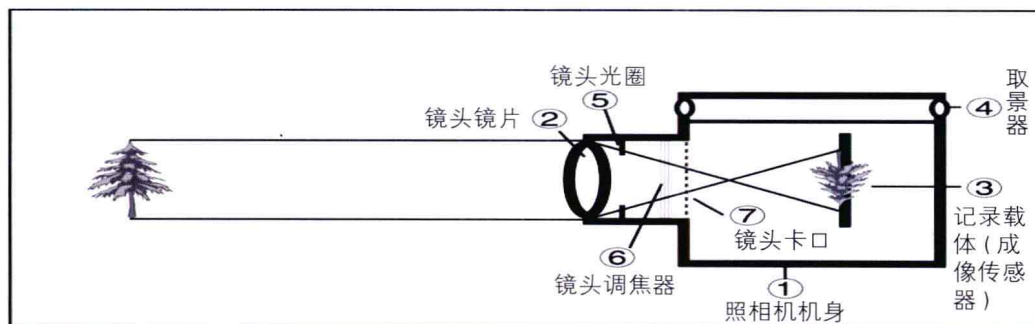 镜头光圈
⑤
镜头镜片②
取景器
④
③
记录载
体(成
像传感
器)
⑦
镜头卡口
⑥
镜头调焦器
①
照相机机身